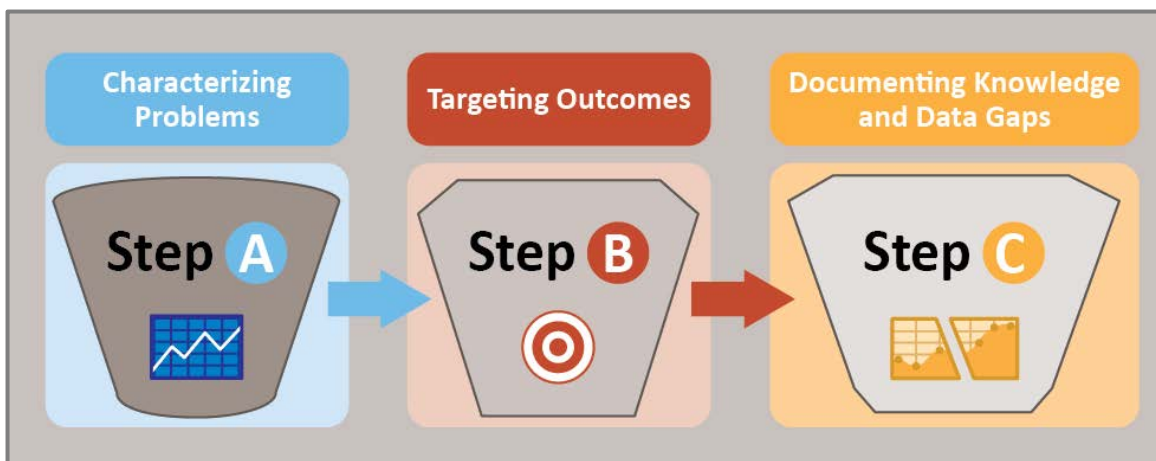 Characterizing
Problems
Targeting Outcomes
Documenting Knowledge
and Data Gaps
Step A
Step B
Step C